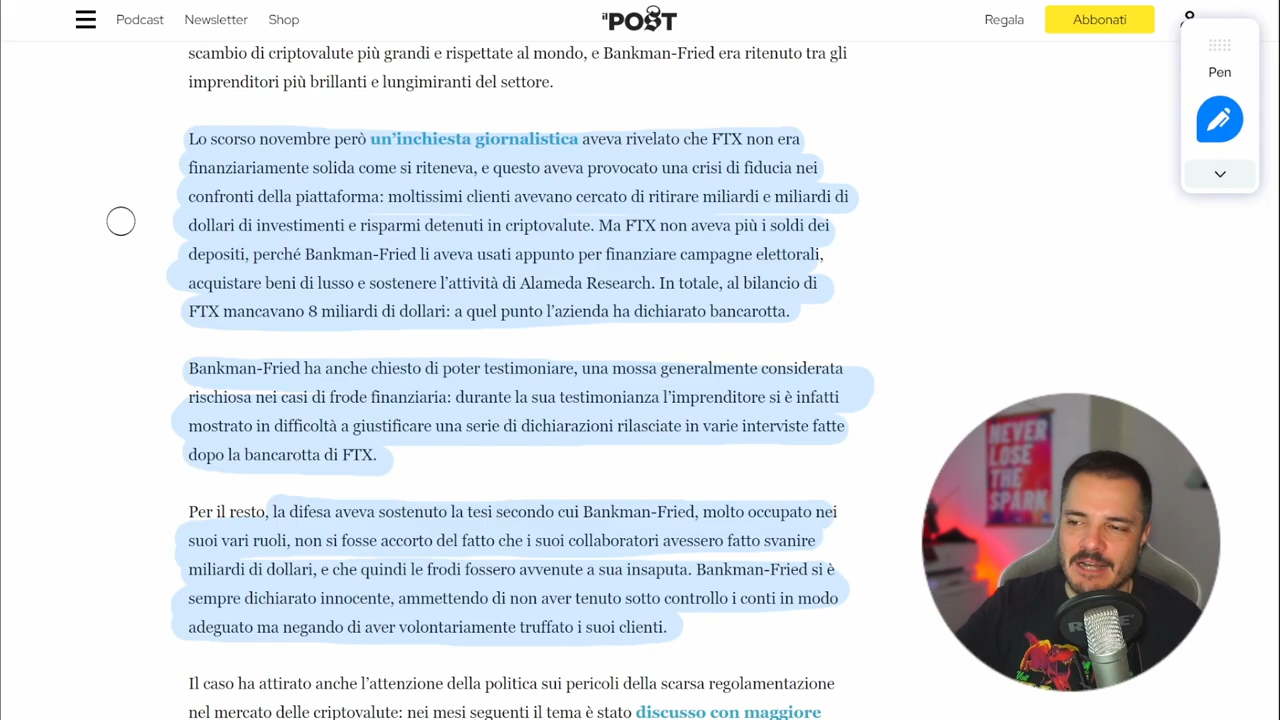 Podcast
Newsletter
Shop
il POST
Regala
Abbonati
Pen
scambio di criptovalute più grandi e rispettata al mondo, e Bankman-Fried era ritenuto tra gli
imprenditori più brillanti e lungimiranti del settore.
Lo scorso novembre però un'inchiesta giornalistica aveva rivelato che FTX non era
finanziariamente solida come si riteneva, e questo aveva provocato una crisi di fiducia nei
confronti della piattaforma: moltissimi clienti avevano cercato di ritirare miliardi e miliardi di
dollari di investimenti e risparmi detenuti in criptovalute. Ma FTX non aveva più i soldi dei
depositi, perché Bankman-Fried li aveva usati appunto per finanziare campagne elettorali,
acquistare beni di lusso e sostenere l'attività di Alameda Research. In totale, al bilancio di
FTX mancavano 8 miliardi di dollari: a quel punto l'azienda ha dichiarato bancarotta.
Bankman-Fried ha anche chiesto di poter testimoniare, una mossa generalmente considerata
rischiosa nei casi di frode finanziaria: durante la sua testimonianza l'imprenditore si è infatti
mostrato in difficoltà a giustificare una serie di dichiarazioni rilasciate in varie interviste fatte
dopo la bancarotta di FTX.
Per il resto, la difesa aveva sostenuto la tesi secondo cui Bankman-Fried, molto occupato nei
suoi vari ruoli, non si fosse accorto del fatto che i suoi collaboratori avessero fatto svanire
miliardi di dollari, e che quindi le frodi fossero avvenute a sua insaputa. Bankman-Fried si è
sempre dichiarato innocente, ammettendo di non aver tenuto sotto controllo i conti in modo
adeguato ma negando di aver volontariamente truffato i suoi clienti.
Il caso ha attirato anche l'attenzione della politica sui pericoli della scarsa regolamentazione
nel mercato delle criptovalute: nei mesi seguenti il tema è stato discusso con maggiore
NEVER
LOSE
THE
SPARK